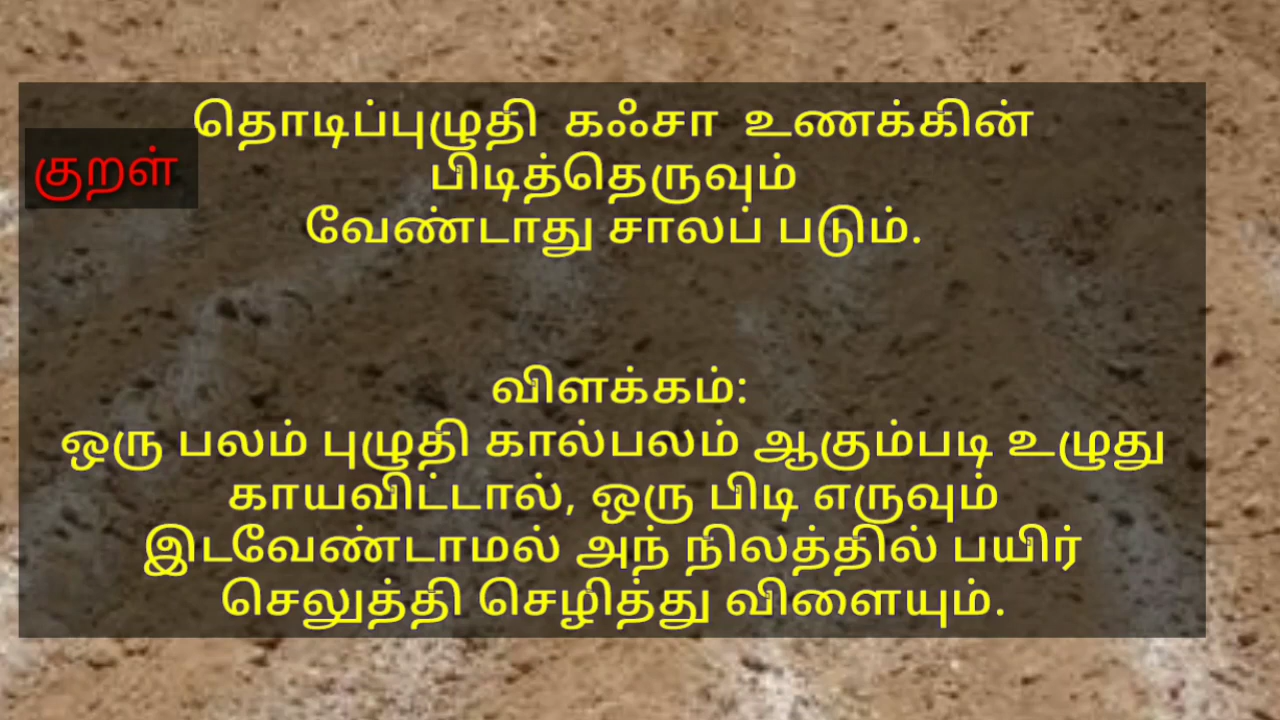 தொடிப்புழுதி கஃசா உணக்கின்
குறள்
பிடித்தெருவும்
வேண்டாது சாலப் படும்.
விளக்கம்:
ஒரு பலம் புழுதி கால்பலம் ஆகும்படி உழுது
காயவிட்டால், ஒரு பிடி எருவும்
இடவேண்டாமல் அந் நிலத்தில் பயிர்
செலுத்தி செழித்து விளையும்.